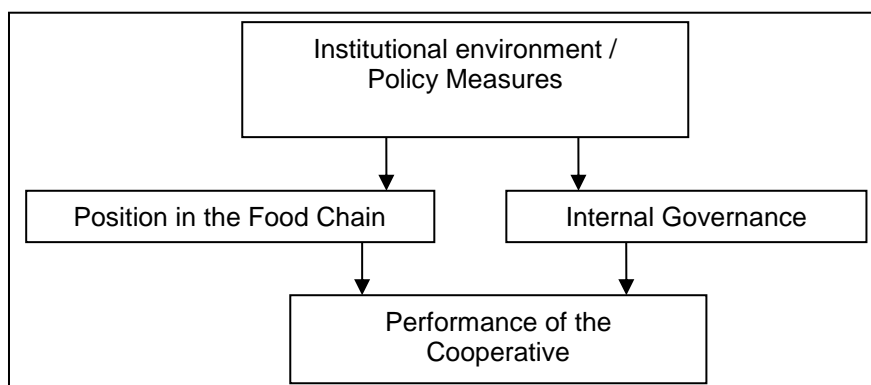 Institutional environment /
Policy Measures
Position in the Food Chain
Internal Governance
Performance of the
Cooperative